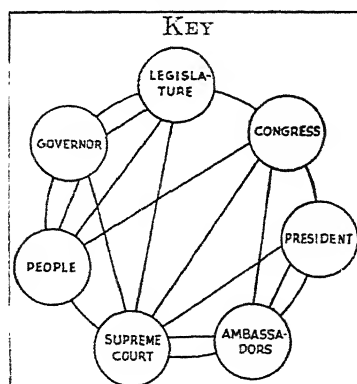 KEY
LEGISLA-
TURE
GOVERNOR
CONGRESS
PRESIDENT
PEOPLE
SUPREME
COURT
AMBASSA-
DORS